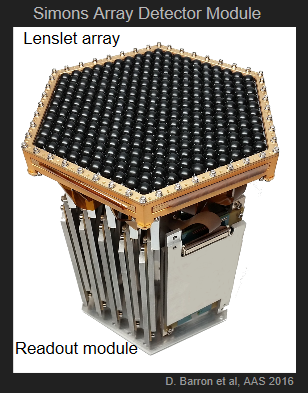 Simons Array Detector Module
Lenslet array
Readout module
D. Barron et al, AAS 2016